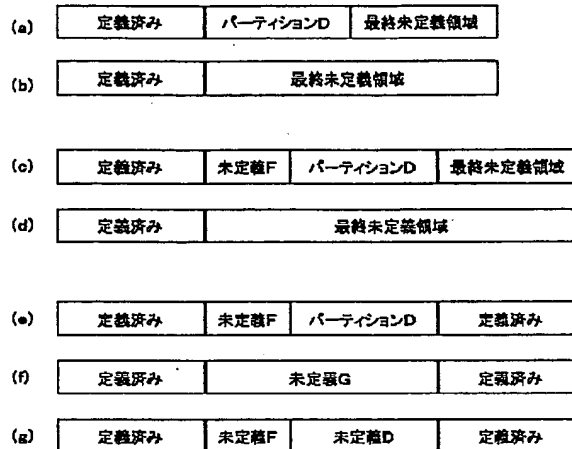 (a) 定義済み パーティションD 最終未定義領域
(b) 定義済み 最終未定義領域
(c) 定義済み 未定義F パーティションD 最終未定義領域
(d) 定義済み 最終未定義領域
(e) 定義済み 未定義F パーティションD 定義済み
(f) 定義済み 未定義G 定義済み
(g) 定義済み 未定義F 未定義D 定義済み